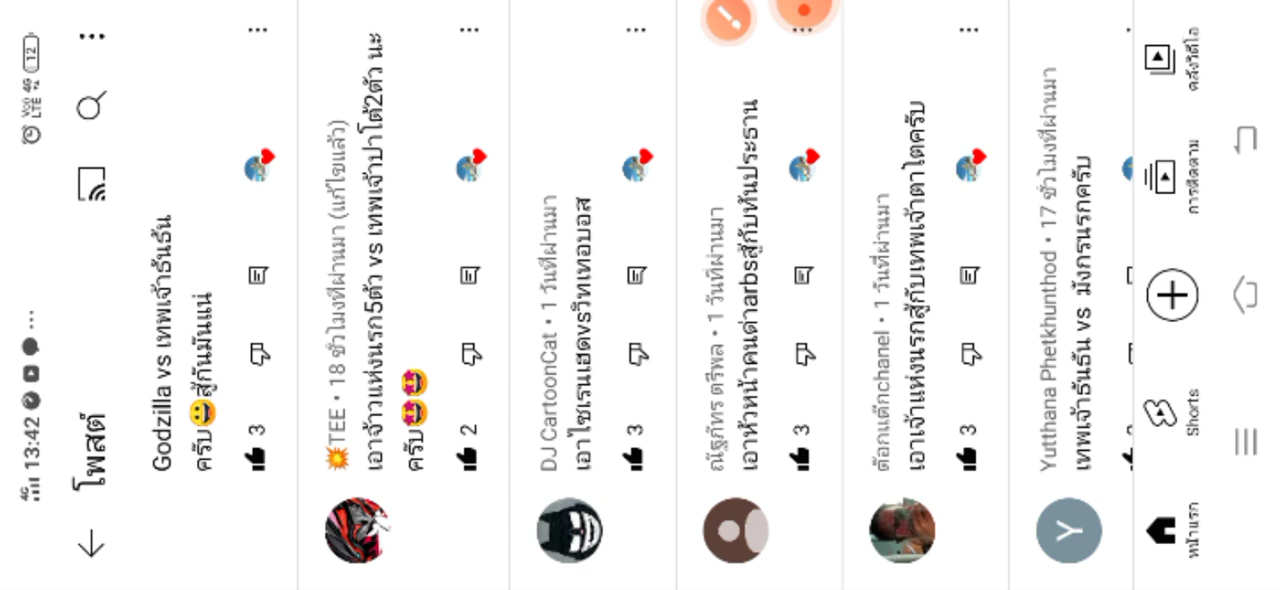 4G 13:42 ...
Vo) 4G LTE 12
โพสต์
Godzilla vs เทพเจ้าธันธัน
ครับ😀สู้กันมันแน่
3
💥TEE • 18 ชั่วโมงที่ผ่านมา (แก้ไขแล้ว)
เอาจ้าวแห่งนรก5ตัว vs เทพเจ้าปาโต้2ตัว นะ
ครับ🤩🤩
2
DJ CartoonCat • 1 วันที่ผ่านมา
เอาไซเรนเฮดvsวิทเทอบอส
3
ณัฐภัทร ตรีพล • 1 วันที่ผ่านมา
เอาหัวหน้าคนด่าarbsสู้กับทันประธาน
3
ต๊อกแต๊กchanel • 1 วันที่ผ่านมา
เอาเจ้าแห่งนรกสู้กับเทพเจ้าตาโตครับ
3
Y
Yutthana Phetkhunthod • 17 ชั่วโมงที่ผ่านมา
เทพเจ้าธันธัน vs มังกรนรกครับ
หน้าแรก
Shorts
การติดตาม
คลังวิดีโอ